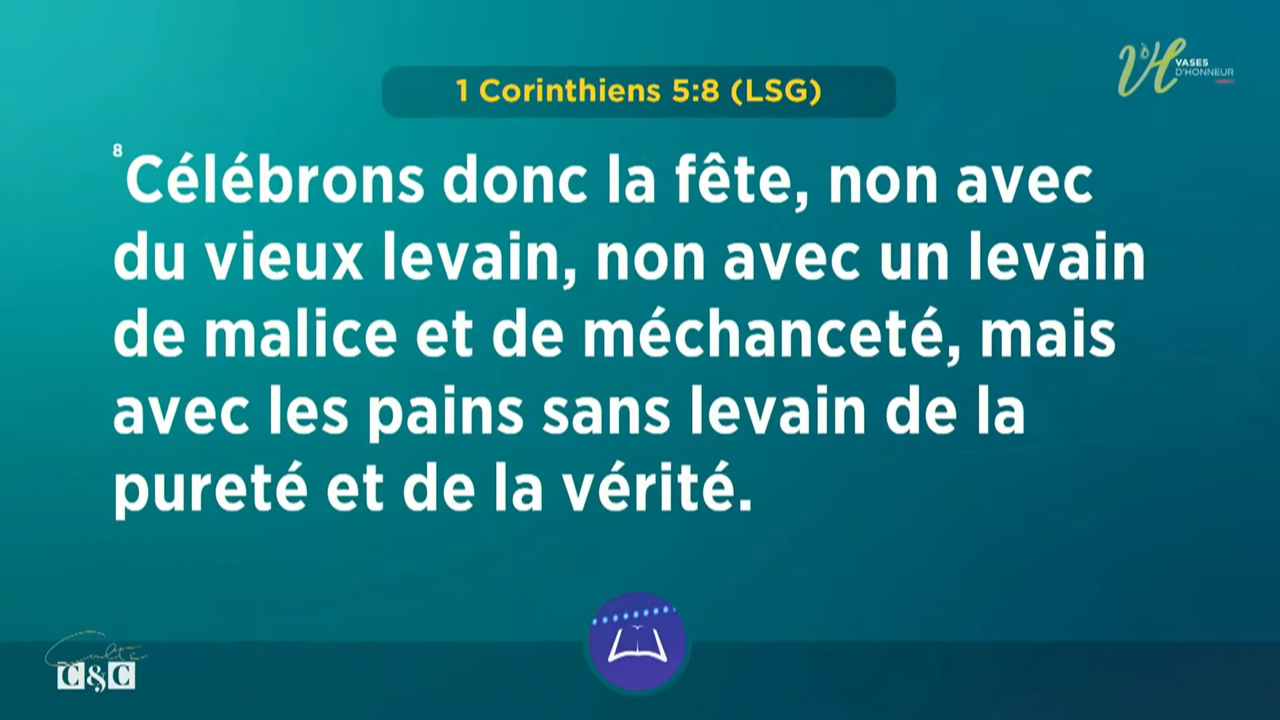 1 Corinthiens 5:8 (LSG)
VH VASES
D'HONNEUR
8 Célébrons donc la fête, non avec
du vieux levain, non avec un levain
de malice et de méchanceté, mais
avec les pains sans levain de la
pureté et de la vérité.
Culte
C&C